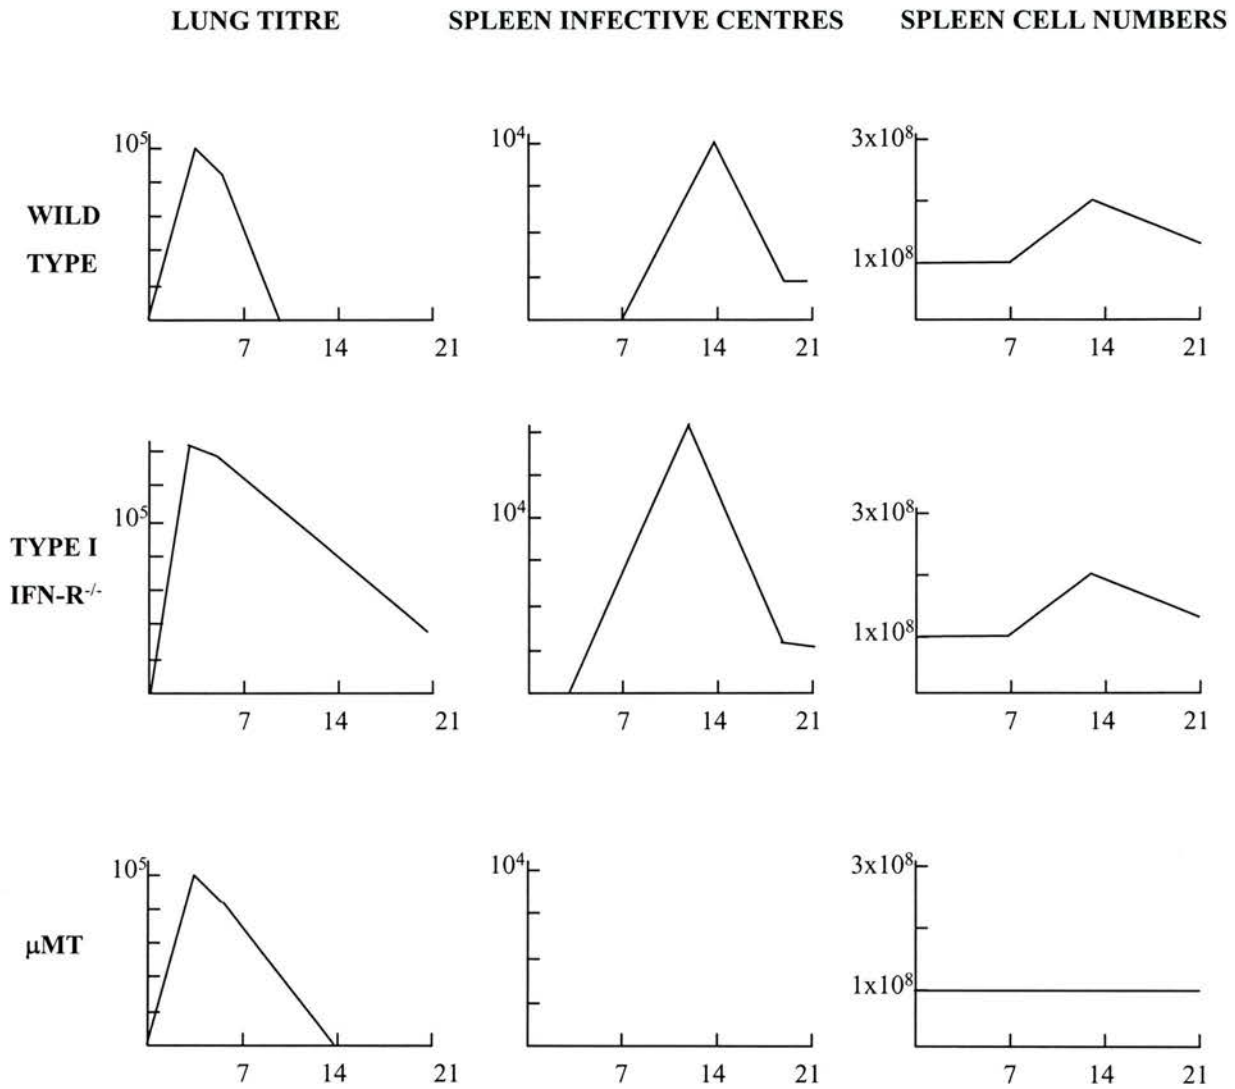 LUNG TITRE SPLEEN INFECTIVE CENTRES SPLEEN CELL NUMBERS
WILD
TYPE
10⁵
7 14 21
10⁴
7 14 21
3x10⁸
1x10⁸
7 14 21
TYPE I
IFN-R⁻/⁻
10⁵
7 14 21
10⁴
7 14 21
3x10⁸
1x10⁸
7 14 21
μMT
10⁵
7 14 21
10⁴
7 14 21
3x10⁸
1x10⁸
7 14 21